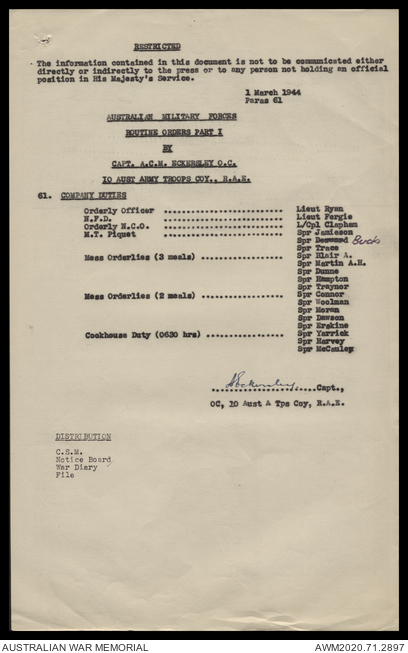 RESTRICTED
The information contained in this document is not to be communicated either
directly or indirectly to the press or to any person not holding an official
position in His Majesty's Service.
1 March 1944
Paras 61
AUSTRALIAN MILITARY FORCES
ROUTINE ORDERS PART I
BY
CAPT. A.C.M. ECKERSLEY O.C.
10 AUST ARMY TROOPS COY., R.A.E.
61. COMPANY DUTIES
Orderly Officer .......................... Lieut Ryan
N.F.D. .......................... Lieut Fergie
Orderly N.C.O. .......................... L/Cpl Clapham
M.T. Piquet .......................... Spr Jamieson
Spr Desmond Bucks
Spr Trace
Mess Orderlies (3 meals) .................. Spr Blair A.
Spr Martin A.H.
Spr Dunne
Spr Hampton
Spr Traynor
Mess Orderlies (2 meals) .................. Spr Connor
Spr Woolman
Spr Moran
Spr Dawson
Spr Erskine
Cookhouse Duty (0630 hrs) ................. Spr Yarrick
Spr Harvey
Spr McCauley
Eckersley Capt.,
OC, 10 Aust A Tps Coy, R.A.E.
DISTRIBUTION
C.S.M.
Notice Board
War Diary
File
AUSTRALIAN WAR MEMORIAL
AWM2020.71.2897